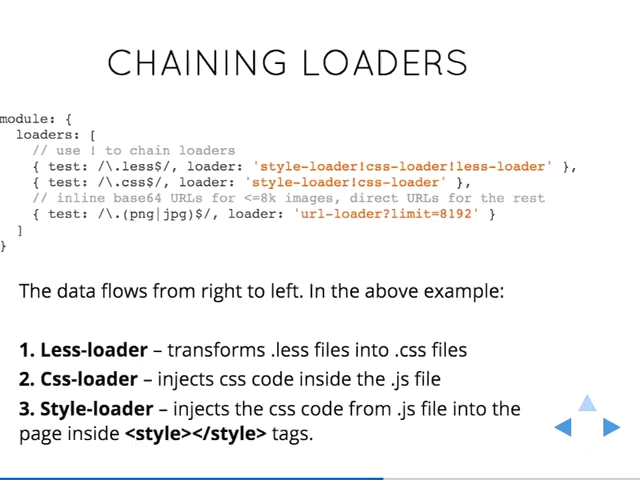 CHAINING LOADERS
module: {
  loaders: [
    // use ! to chain loaders
    { test: /\.less$/, loader: 'style-loader!css-loader!less-loader' },
    { test: /\.css$/, loader: 'style-loader!css-loader' },
    // inline base64 URLs for <=8k images, direct URLs for the rest
    { test: /\.(png|jpg)$/, loader: 'url-loader?limit=8192' }
  ]
}
The data flows from right to left. In the above example:
1. Less-loader – transforms .less files into .css files
2. Css-loader – injects css code inside the .js file
3. Style-loader – injects the css code from .js file into the
page inside <style></style> tags.